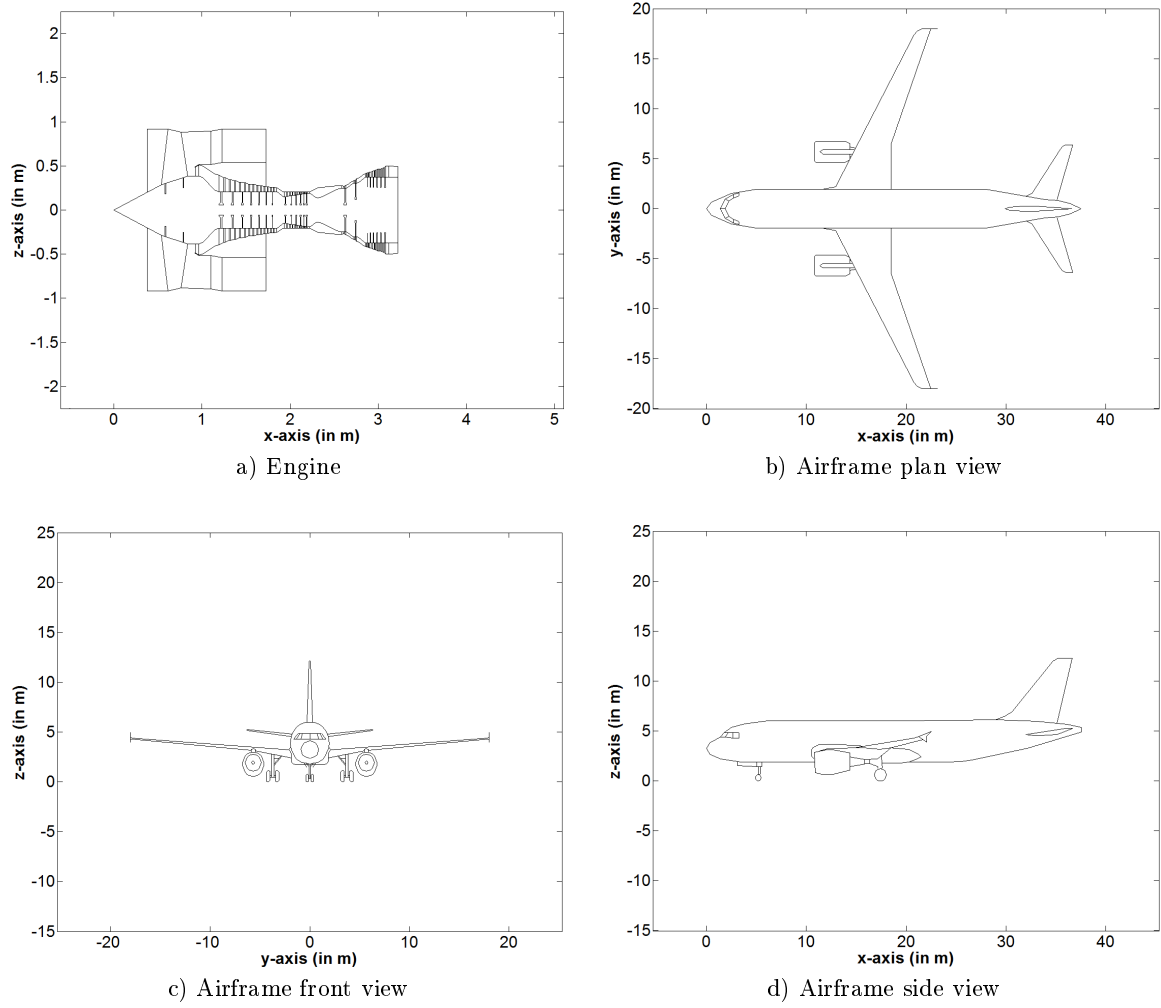 2
1.5
1
0.5
0
-0.5
-1
-1.5
-2
z-axis (in m)
0 1 2 3 4 5
x-axis (in m)
a) Engine
20
15
10
5
0
-5
-10
-15
-20
y-axis (in m)
0 10 20 30 40
x-axis (in m)
b) Airframe plan view
25
20
15
10
5
0
-5
-10
-15
z-axis (in m)
-20 -10 0 10 20
y-axis (in m)
c) Airframe front view
25
20
15
10
5
0
-5
-10
-15
z-axis (in m)
0 10 20 30 40
x-axis (in m)
d) Airframe side view